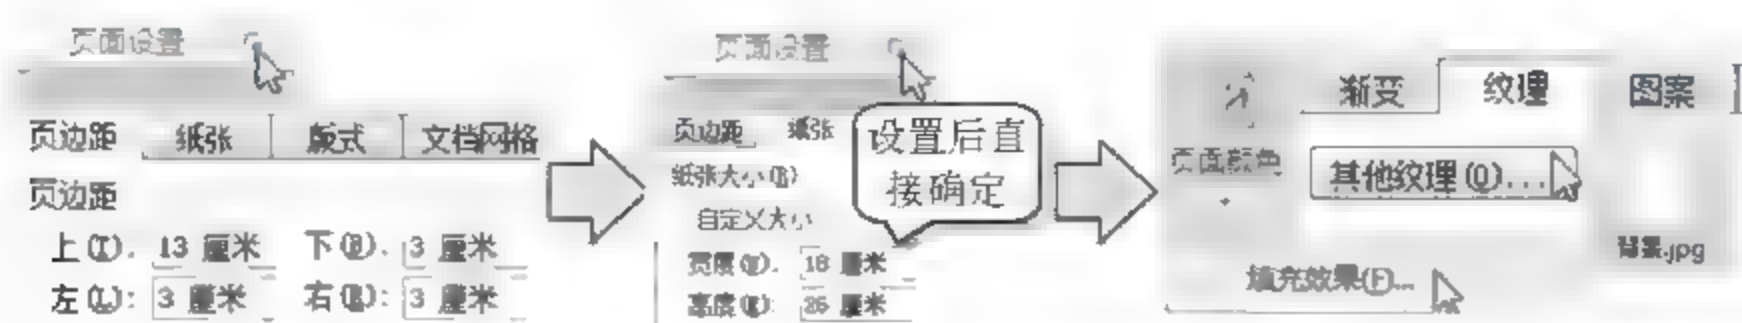 页面设置
页边距 纸张 版式 文档网格
页边距
上(T). 13 厘米 下(B). 3 厘米
左(L): 3 厘米 右(R): 3 厘米
页面设置
页边距 纸张
纸张大小(R)
自定义大小
宽度(W). 18 厘米
高度(E): 26 厘米
设置后直
接确定
页面颜色
渐变 纹理 图案
其他纹理(O)...
背景.jpg
填充效果(F)...